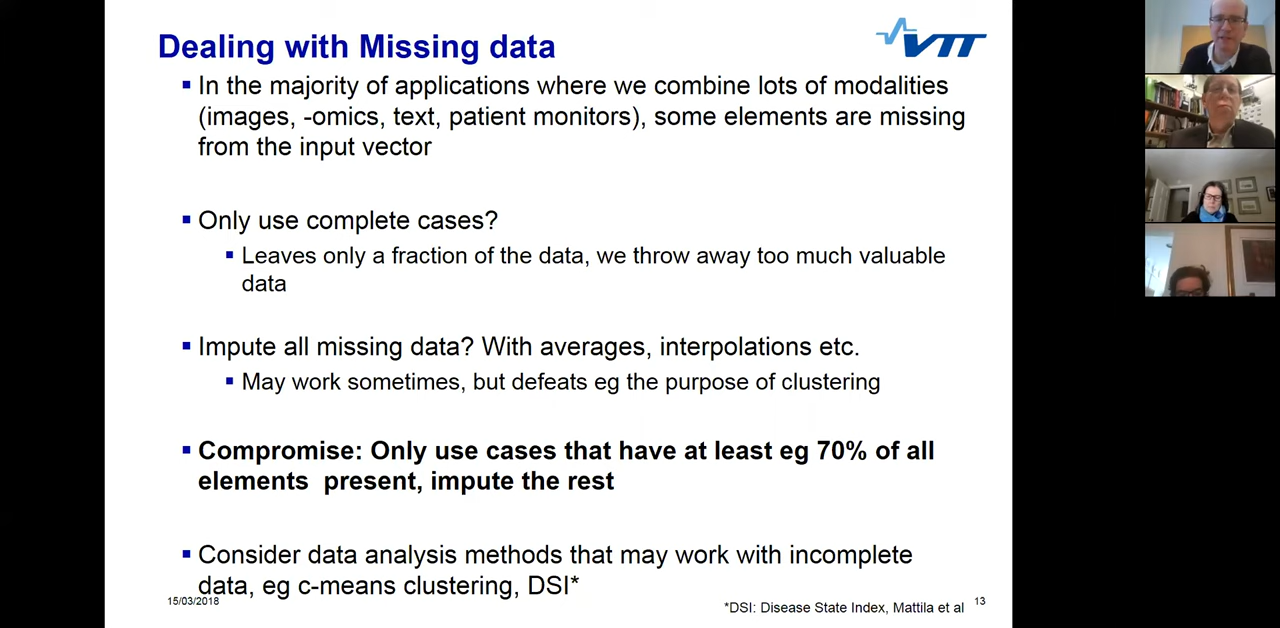 Dealing with Missing data
VTT
In the majority of applications where we combine lots of modalities
(images, -omics, text, patient monitors), some elements are missing
from the input vector
Only use complete cases?
Leaves only a fraction of the data, we throw away too much valuable
data
Impute all missing data? With averages, interpolations etc.
May work sometimes, but defeats eg the purpose of clustering
Compromise: Only use cases that have at least eg 70% of all
elements  present, impute the rest
Consider data analysis methods that may work with incomplete
data, eg c-means clustering, DSI*
15/03/2018
*DSI: Disease State Index, Mattila et al
13